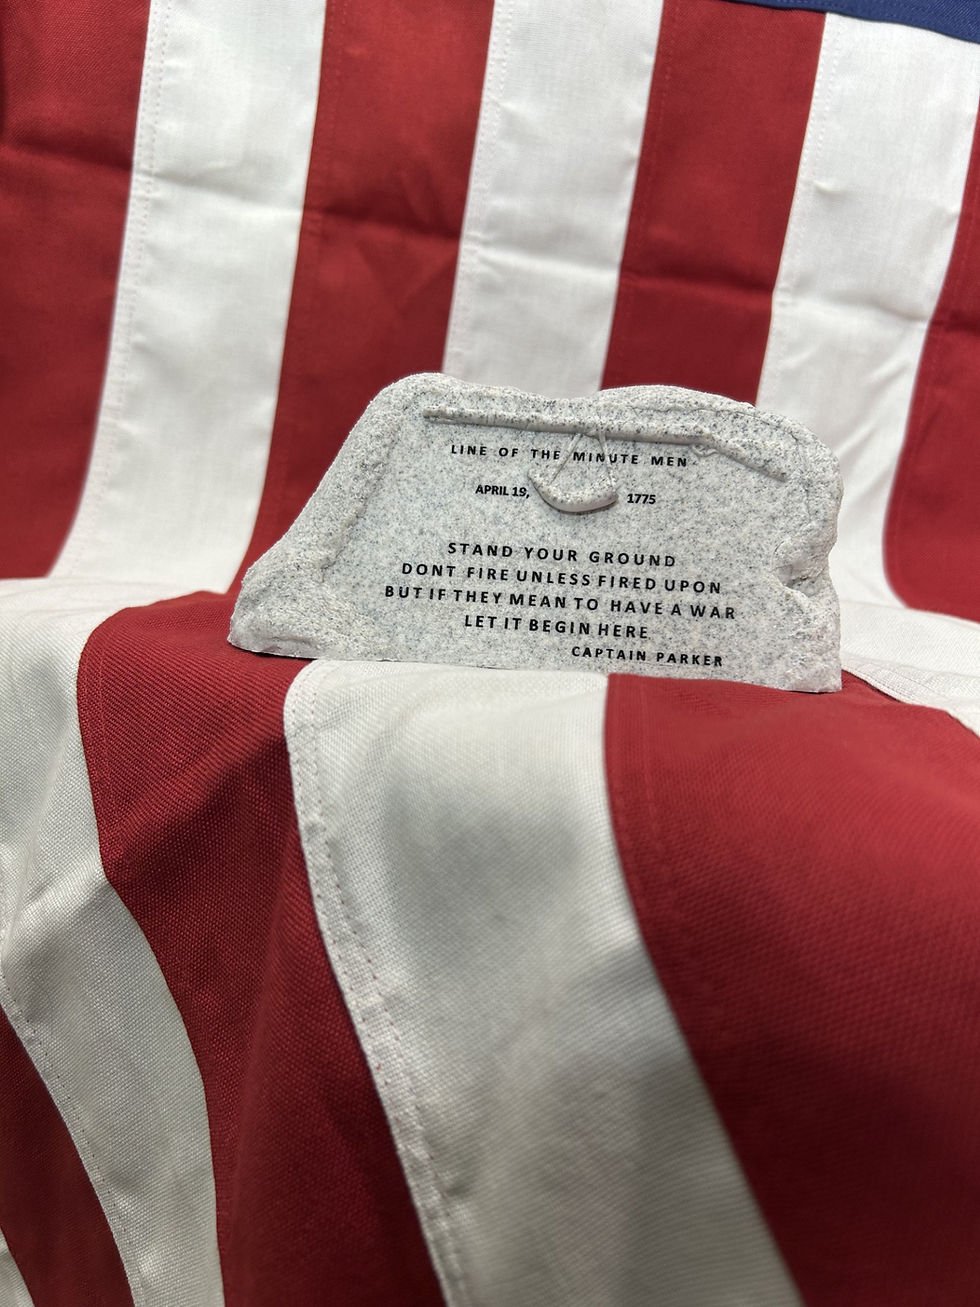 LINE OF THE MINUTE MEN
APRIL 19, 1775
STAND YOUR GROUND
DONT FIRE UNLESS FIRED UPON
BUT IF THEY MEAN TO HAVE A WAR
LET IT BEGIN HERE
CAPTAIN PARKER